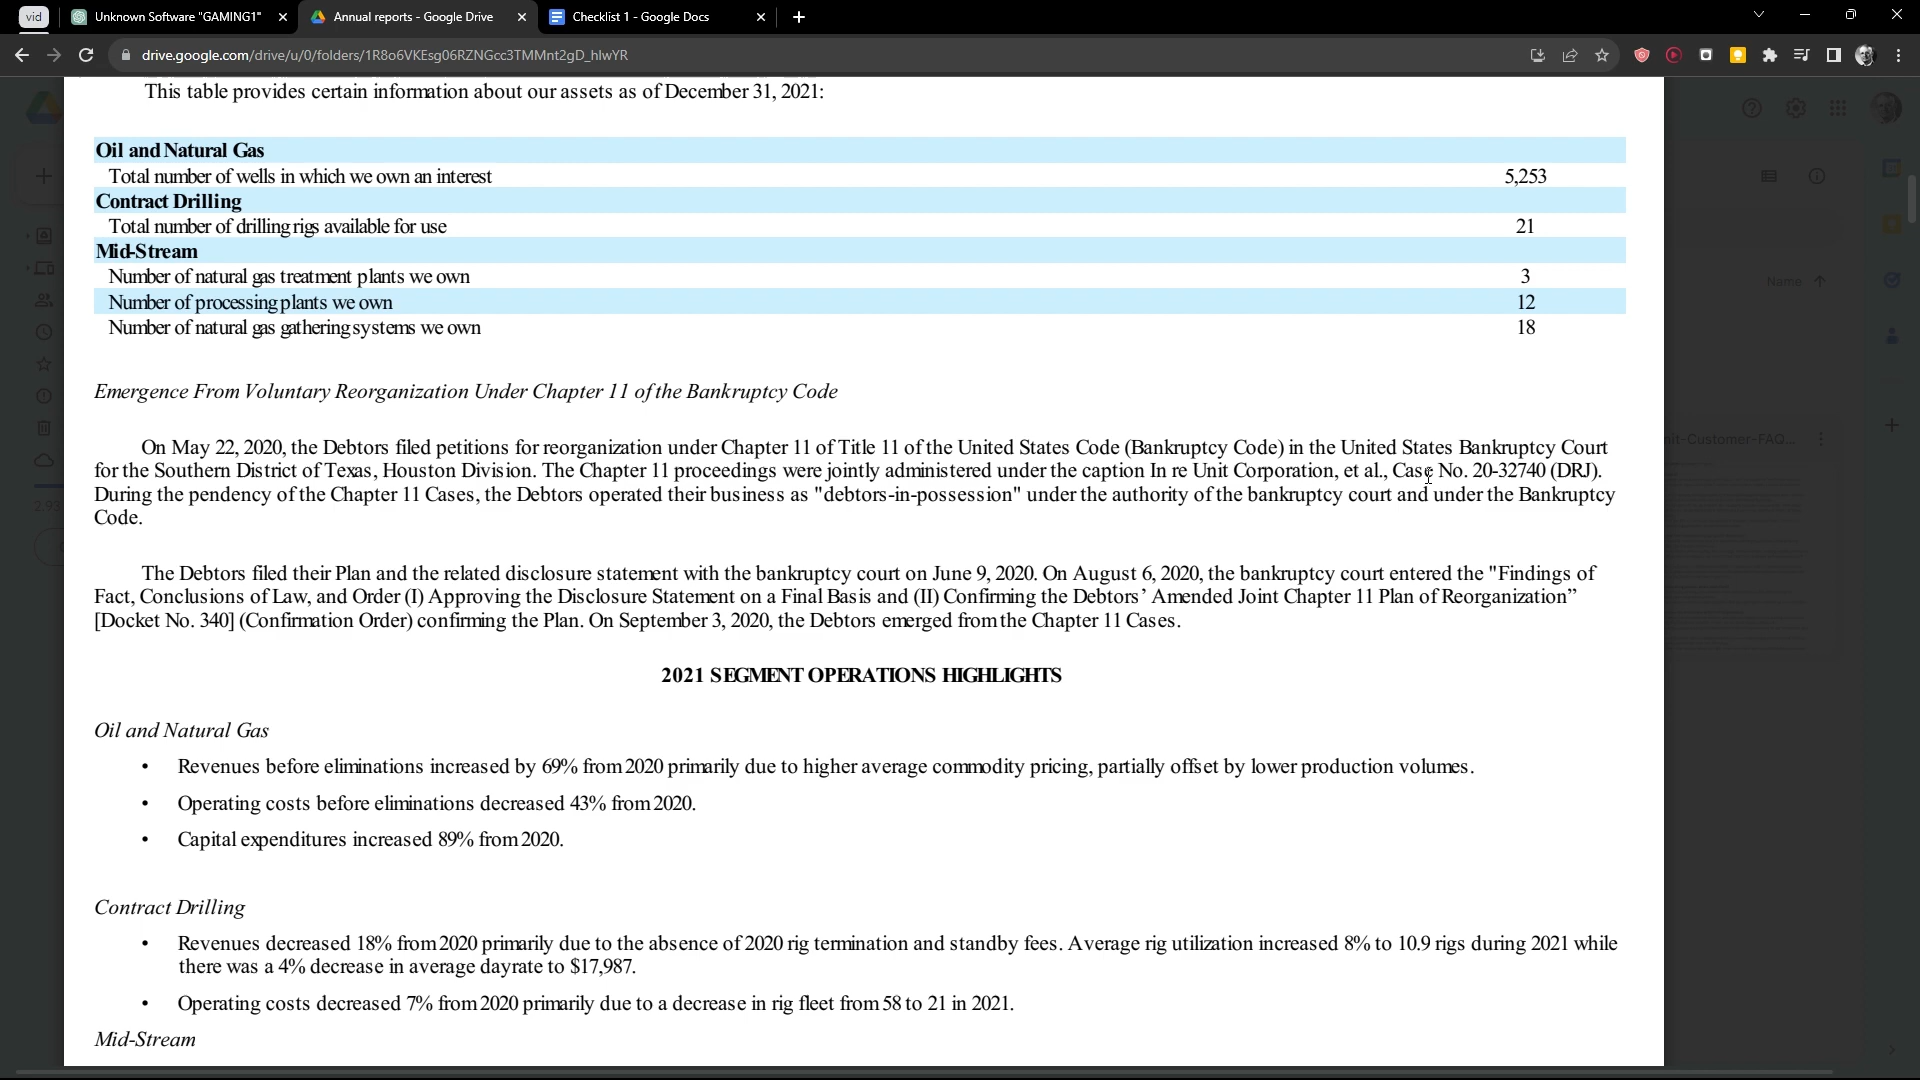 vid
Unknown Software "GAMING1"
Annual reports - Google Drive
Checklist 1 - Google Docs
drive.google.com/drive/u/0/folders/1R8o6VKEsg06RZNGcc3TMMnt2gD_hlwYR
This table provides certain information about our assets as of December 31, 2021:
Oil and Natural Gas
Total number of wells in which we own an interest 5,253
Contract Drilling
Total number of drilling rigs available for use 21
Mid-Stream
Number of natural gas treatment plants we own 3
Number of processing plants we own 12
Number of natural gas gathering systems we own 18
Name
Emergence From Voluntary Reorganization Under Chapter 11 of the Bankruptcy Code
nit-Customer-FAQ...
On May 22, 2020, the Debtors filed petitions for reorganization under Chapter 11 of Title 11 of the United States Code (Bankruptcy Code) in the United States Bankruptcy Court
for the Southern District of Texas, Houston Division. The Chapter 11 proceedings were jointly administered under the caption In re Unit Corporation, et al., Case No. 20-32740 (DRJ).
During the pendency of the Chapter 11 Cases, the Debtors operated their business as "debtors-in-possession" under the authority of the bankruptcy court and under the Bankruptcy
Code.
2.93
The Debtors filed their Plan and the related disclosure statement with the bankruptcy court on June 9, 2020. On August 6, 2020, the bankruptcy court entered the "Findings of
Fact, Conclusions of Law, and Order (I) Approving the Disclosure Statement on a Final Basis and (II) Confirming the Debtors’ Amended Joint Chapter 11 Plan of Reorganization”
[Docket No. 340] (Confirmation Order) confirming the Plan. On September 3, 2020, the Debtors emerged from the Chapter 11 Cases.
2021 SEGMENT OPERATIONS HIGHLIGHTS
Oil and Natural Gas
• Revenues before eliminations increased by 69% from 2020 primarily due to higher average commodity pricing, partially offset by lower production volumes.
• Operating costs before eliminations decreased 43% from 2020.
• Capital expenditures increased 89% from 2020.
Contract Drilling
• Revenues decreased 18% from 2020 primarily due to the absence of 2020 rig termination and standby fees. Average rig utilization increased 8% to 10.9 rigs during 2021 while
there was a 4% decrease in average dayrate to $17,987.
• Operating costs decreased 7% from 2020 primarily due to a decrease in rig fleet from 58 to 21 in 2021.
Mid-Stream